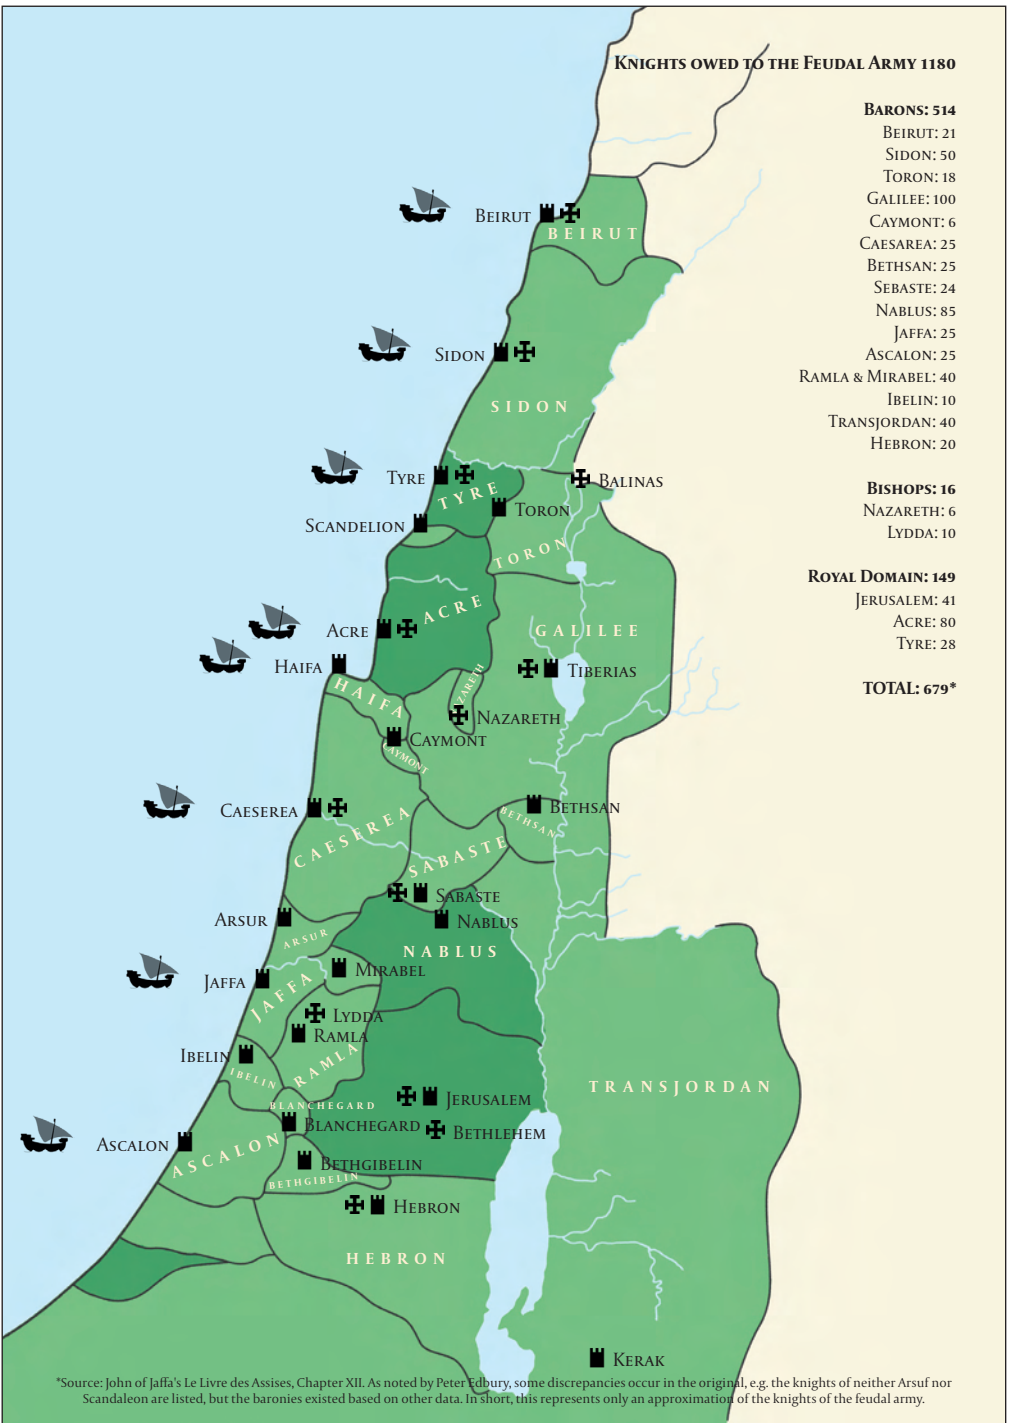 Knights owed to the Feudal Army 1180
Barons: 514
Beirut: 21
Sidon: 50
Toron: 18
Galilee: 100
Caymont: 6
Caesarea: 25
Bethsan: 25
Sebaste: 24
Nablus: 85
Jaffa: 25
Ascalon: 25
Ramla & Mirabel: 40
Ibelin: 10
Transjordan: 40
Hebron: 20
Bishops: 16
Nazareth: 6
Lydda: 10
Royal Domain: 149
Jerusalem: 41
Acre: 80
Tyre: 28
TOTAL: 679*
Beirut
BEIRUT
Sidon
SIDON
Tyre
TYRE
Balinas
Toron
Scandelion
TORON
ACRE
Acre
GALILEE
Haifa
Tiberias
HAIFA
NAZARETH
Nazareth
Caymont
CAYMONT
Caeserea
CAESEREA
Bethsan
BETHSAN
SABASTE
Sabaste
Arsur
Nablus
ARSUR
NABLUS
Mirabel
Jaffa
JAFFA
Lydda
Ramla
Ibelin
IBELIN
RAMLA
TRANSJORDAN
Jerusalem
BLANCHEGARD
Blanchegard
Bethlehem
Ascalon
ASCALON
Bethgibelin
BETHGIBELIN
Hebron
HEBRON
Kerak
*Source: John of Jaffa's Le Livre des Assises, Chapter XII. As noted by Peter Edbury, some discrepancies occur in the original, e.g. the knights of neither Arsuf nor
Scandaleon are listed, but the baronies existed based on other data. In short, this represents only an approximation of the knights of the feudal army.